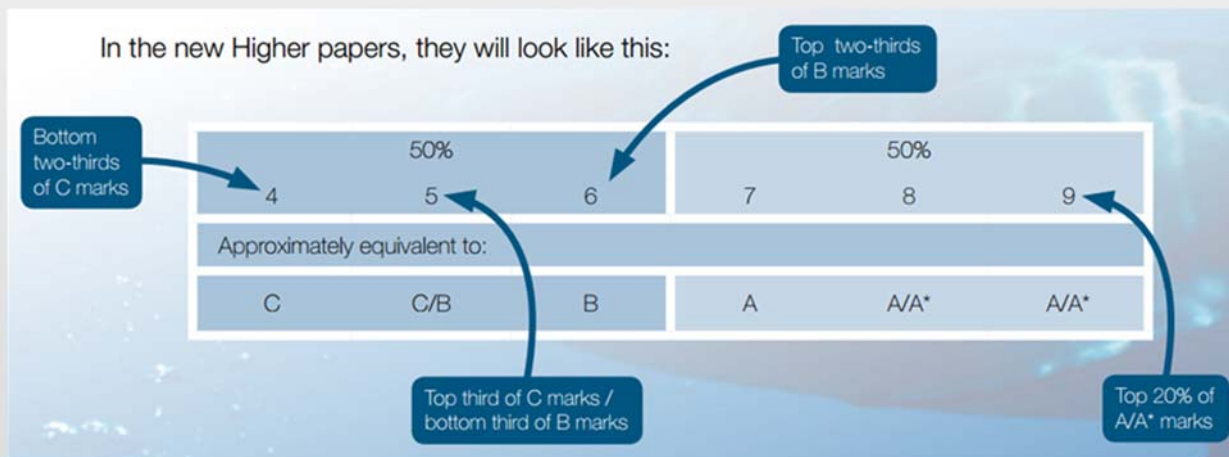 In the new Higher papers, they will look like this:
Top two-thirds
of B marks
Bottom
two-thirds
of C marks
50% 50%
4 5 6 7 8 9
Approximately equivalent to:
C C/B B A A/A* A/A*
Top third of C marks /
bottom third of B marks
Top 20% of
A/A* marks